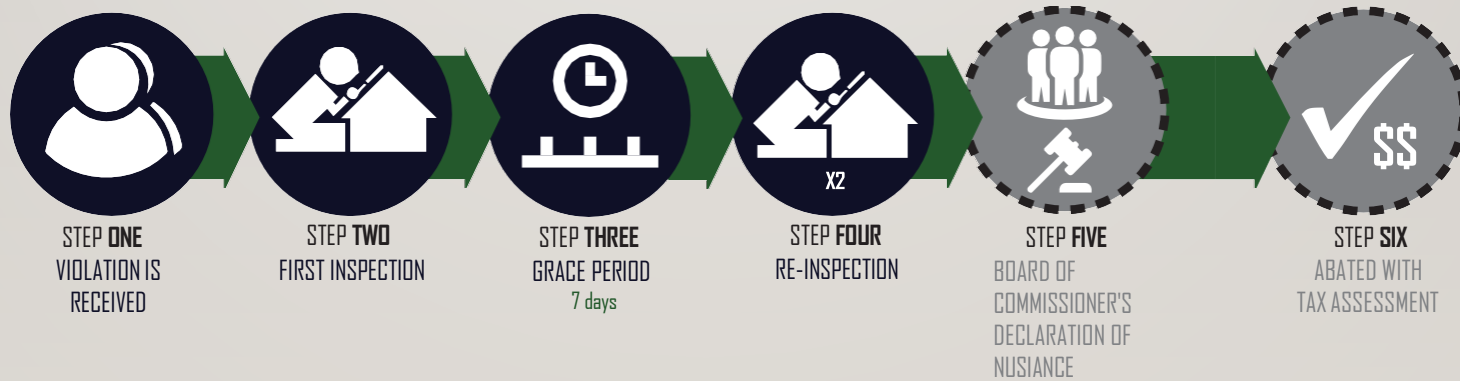 $$
X2
STEP ONE
VIOLATION IS
RECEIVED
STEP TWO
FIRST INSPECTION
STEP THREE
GRACE PERIOD
7 days
STEP FOUR
RE-INSPECTION
STEP FIVE
BOARD OF
COMMISSIONER'S
DECLARATION OF
NUSIANCE
STEP SIX
ABATED WITH
TAX ASSESSMENT